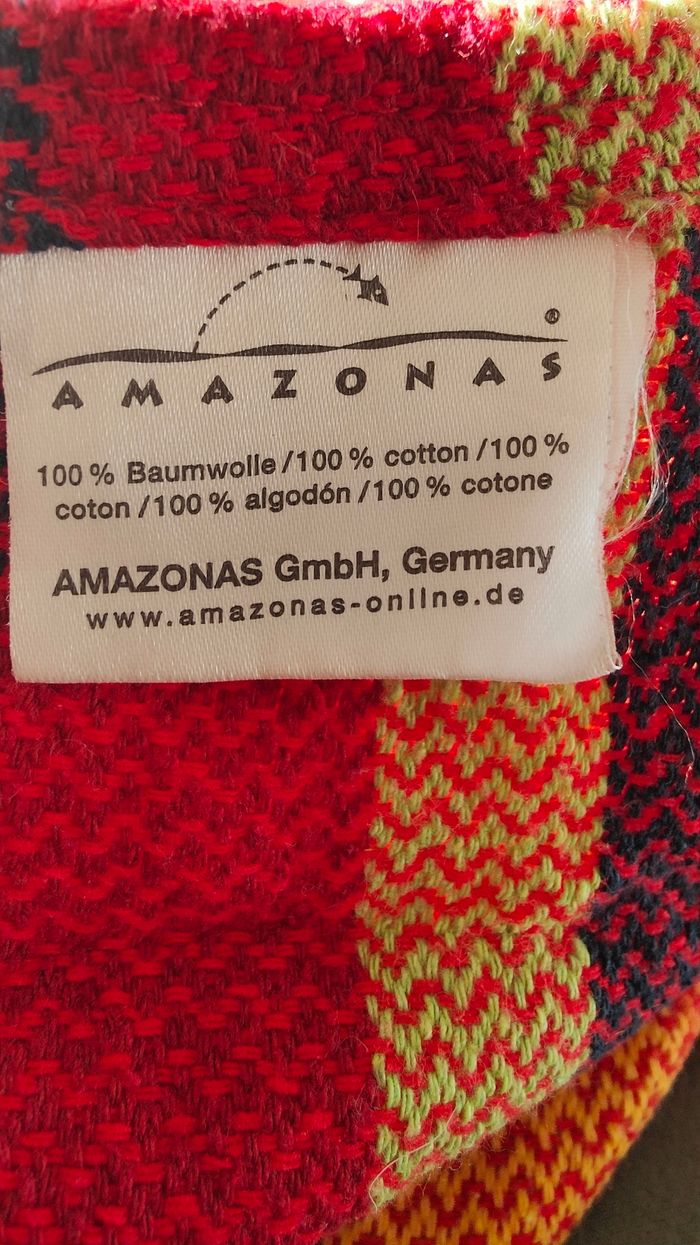 ®
AMAZONAS
100 % Baumwolle/100 % cotton/100 %
coton/100 % algodón/100 % cotone
AMAZONAS GmbH, Germany
www.amazonas-online.de